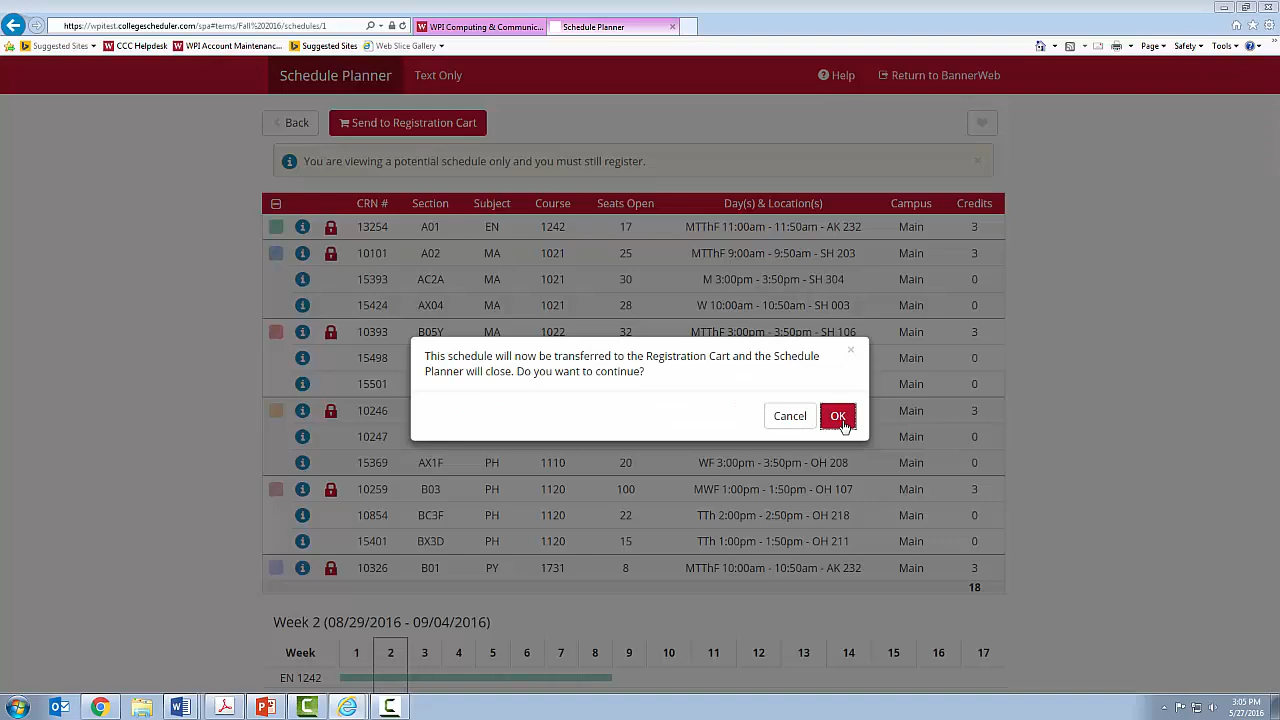 https://wpitest.collegescheduler.com/spa#terms/Fall%202016/schedules/1
WPI Computing & Communic...
Schedule Planner
Suggested Sites
CCC Helpdesk
WPI Account Maintenanc...
Suggested Sites
Web Slice Gallery
Page
Safety
Tools
Schedule Planner
Text Only
Help
Return to BannerWeb
Back
Send to Registration Cart
You are viewing a potential schedule only and you must still register.
CRN # Section Subject Course Seats Open Day(s) & Location(s) Campus Credits
13254 A01 EN 1242 17 MTThF 11:00am - 11:50am - AK 232 Main 3
10101 A02 MA 1021 25 MTThF 9:00am - 9:50am - SH 203 Main 3
15393 AC2A MA 1021 30 M 3:00pm - 3:50pm - SH 304 Main 0
15424 AX04 MA 1021 28 W 10:00am - 10:50am - SH 003 Main 0
10393 B05Y MA 1022 32 MTThF 3:00pm - 3:50pm - SH 106 Main 3
15498 Main 0
15501 Main 0
10246 Main 3
10247 Main 0
This schedule will now be transferred to the Registration Cart and the Schedule
Planner will close. Do you want to continue?
Cancel
OK
15369 AX1F PH 1110 20 WF 3:00pm - 3:50pm - OH 208 Main 0
10259 B03 PH 1120 100 MWF 1:00pm - 1:50pm - OH 107 Main 3
10854 BC3F PH 1120 22 TTh 2:00pm - 2:50pm - OH 218 Main 0
15401 BX3D PH 1120 15 TTh 1:00pm - 1:50pm - OH 211 Main 0
10326 B01 PY 1731 8 MTThF 10:00am - 10:50am - AK 232 Main 3
18
Week 2 (08/29/2016 - 09/04/2016)
Week 1 2 3 4 5 6 7 8 9 10 11 12 13 14 15 16 17
EN 1242
3:05 PM
5/27/2016